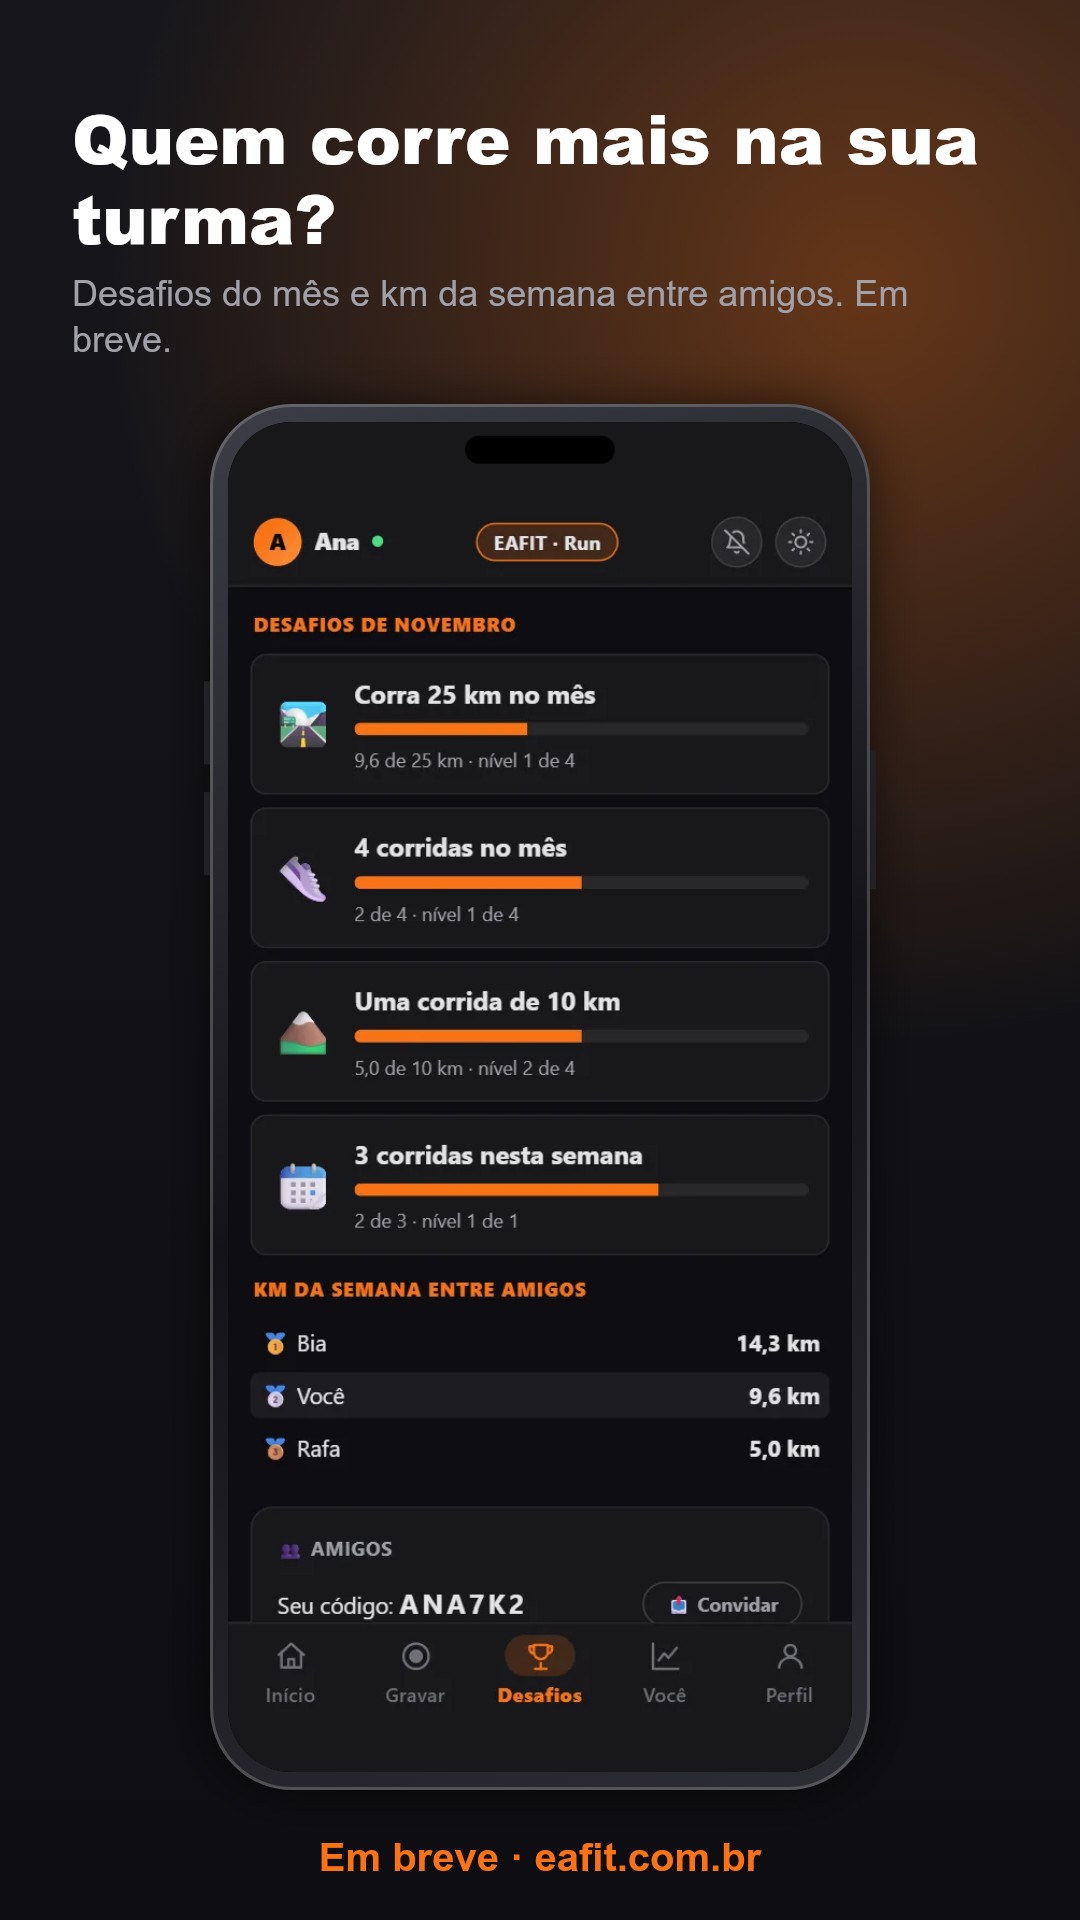 Quem corre mais na sua
turma?
Desafios do mês e km da semana entre amigos. Em
breve.
A Ana EAFIT · Run
DESAFIOS DE NOVEMBRO
Corra 25 km no mês
9,6 de 25 km · nível 1 de 4
4 corridas no mês
2 de 4 · nível 1 de 4
Uma corrida de 10 km
5,0 de 10 km · nível 2 de 4
3 corridas nesta semana
2 de 3 · nível 1 de 1
KM DA SEMANA ENTRE AMIGOS
1 Bia 14,3 km
2 Você 9,6 km
3 Rafa 5,0 km
AMIGOS
Seu código: ANA7K2 Convidar
Início Gravar Desafios Você Perfil
Em breve · eafit.com.br